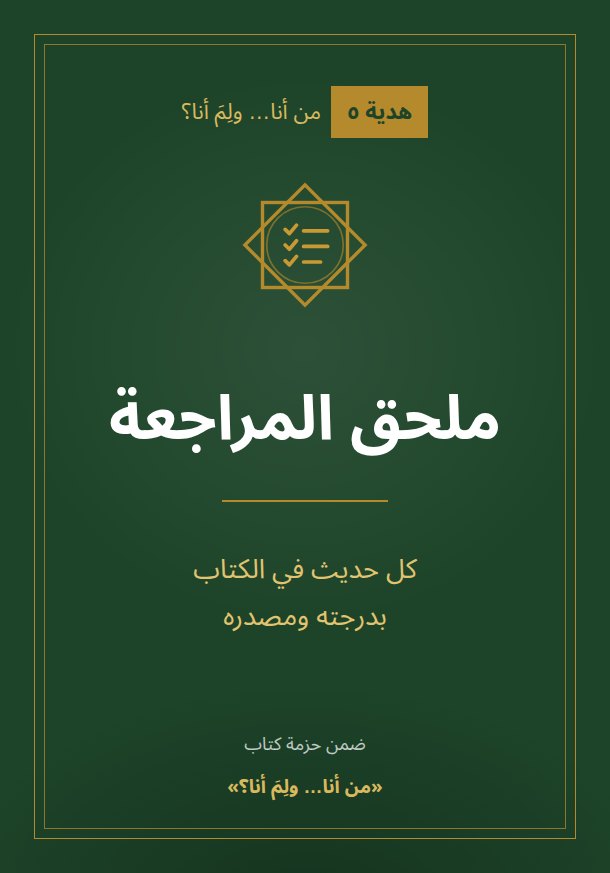 هدية ٥ من أنا... ولِمَ أنا؟
ملحق المراجعة
كل حديث في الكتاب
بدرجته ومصدره
ضمن حزمة كتاب
«من أنا... ولِمَ أنا؟»